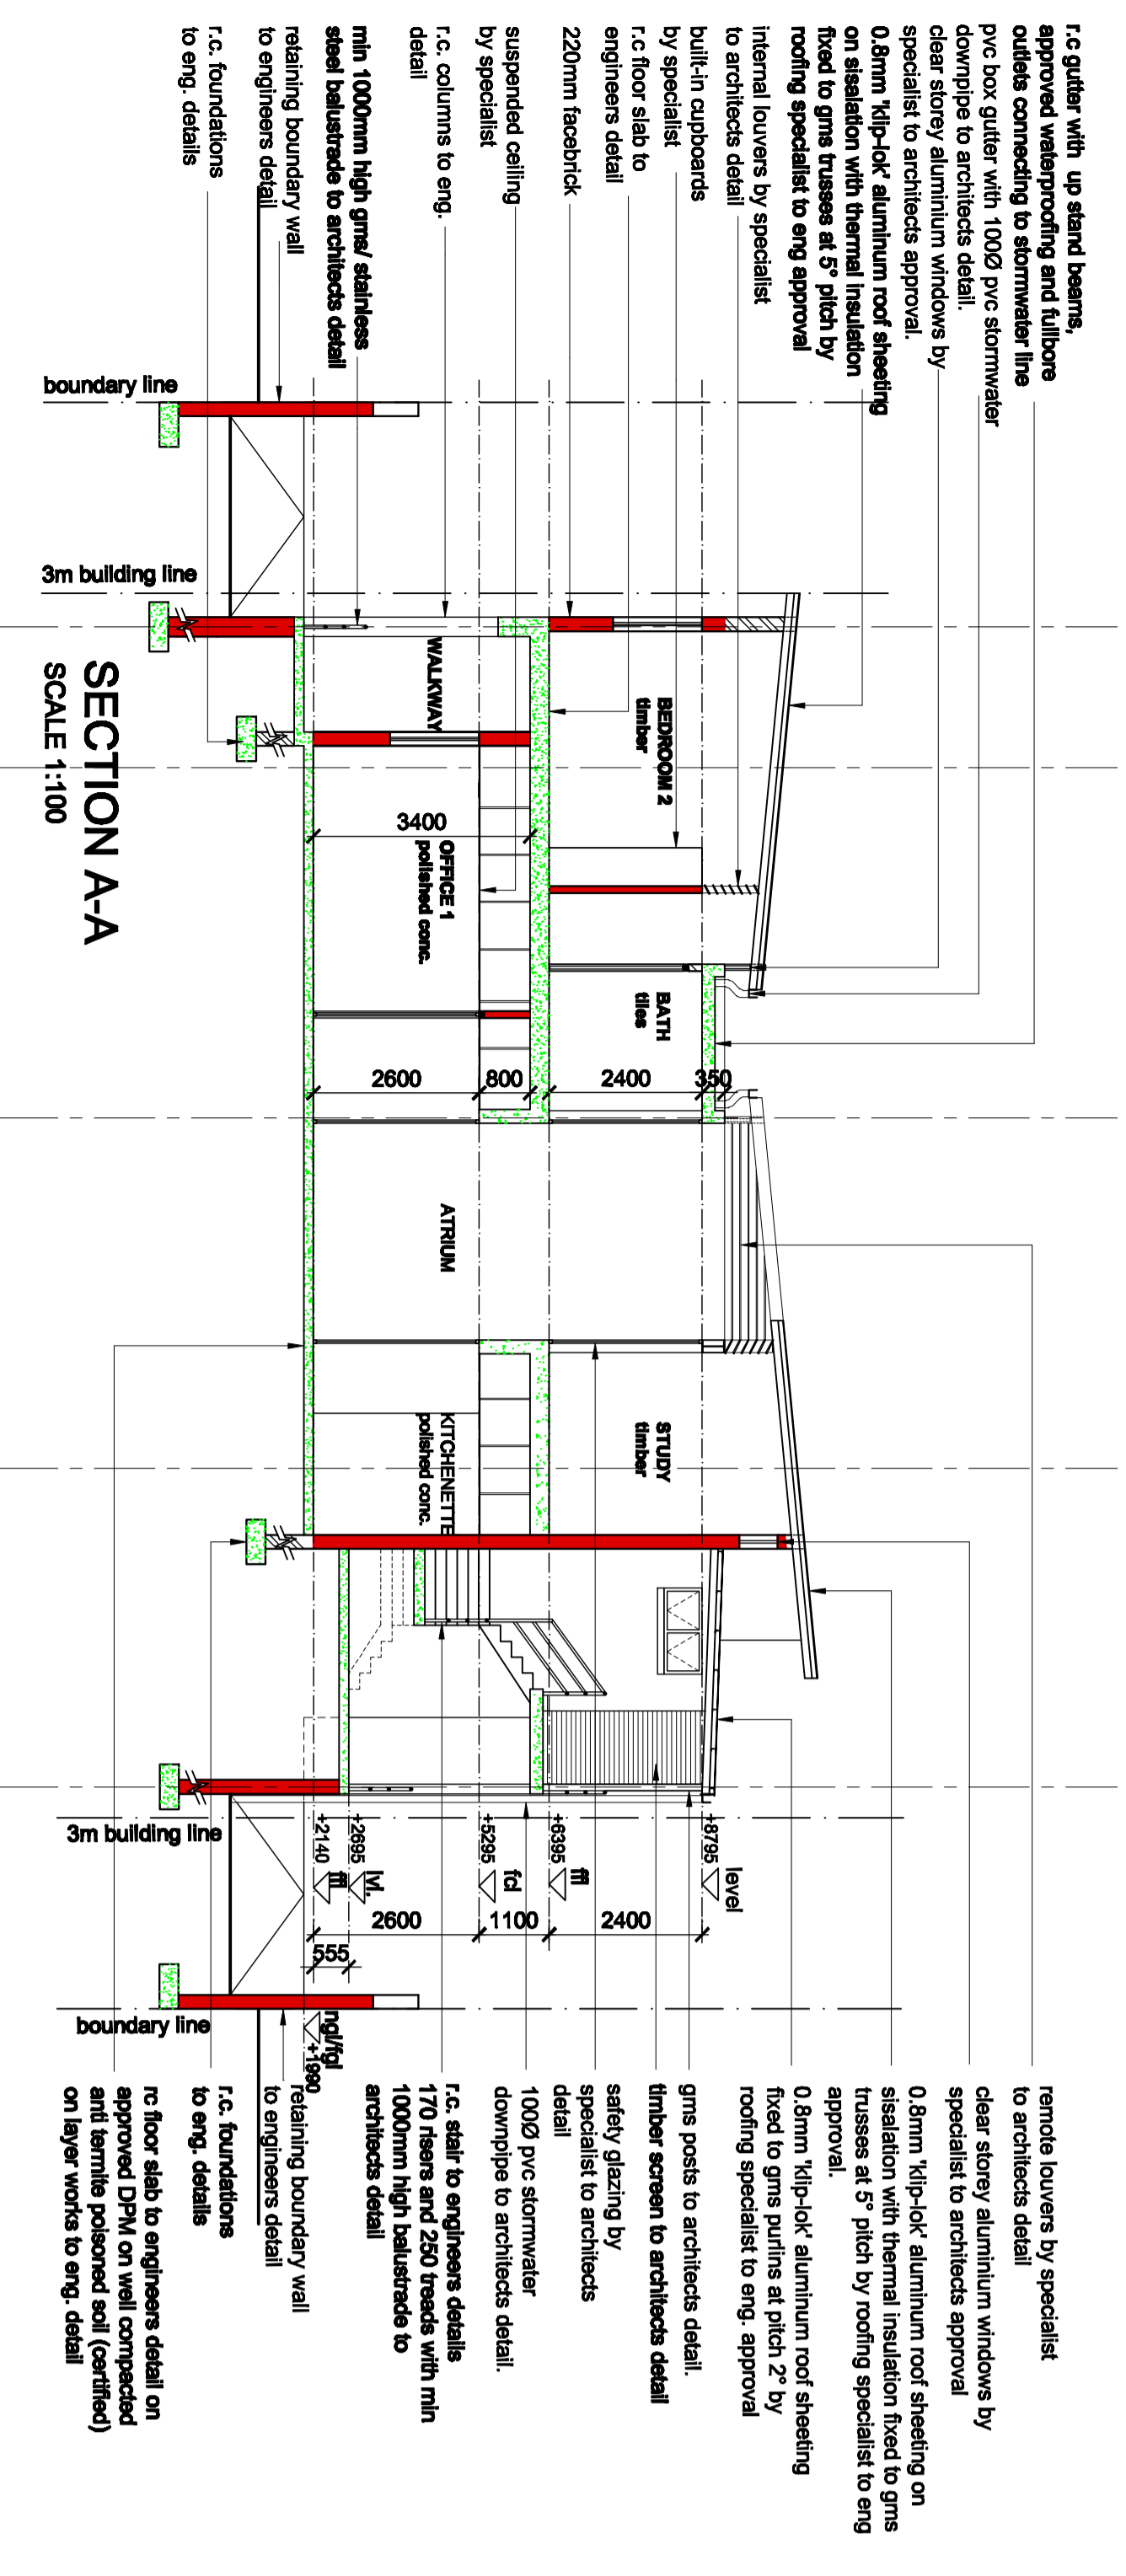 r.c gutter with up stand beams,
approved waterproofing and fullbore
outlets connecting to stormwater line
pvc box gutter with 100Ø pvc stormwater
downpipe to architects detail.
clear storey aluminium windows by
specialist to architects approval.
0.8mm 'klip-lok' aluminum roof sheeting
on sisalation with thermal insulation
fixed to gms trusses at 5° pitch by
roofing specialist to eng approval
internal louvers by specialist
to architects detail
built-in cupboards
by specialist
r.c floor slab to
engineers detail
220mm facebrick
suspended ceiling
by specialist
r.c. columns to eng.
detail
min 1000mm high gms/ stainless
steel balustrade to architects detail
retaining boundary wall
to engineers detail
r.c. foundations
to eng. details
boundary line
3m building line
WALKWAY
BEDROOM 2
timber
3400
OFFICE 1
polished conc.
BATH
tiles
2600
800
2400
350
ATRIUM
STUDY
timber
KITCHENETTE
polished conc.
3m building line
+8795
level
+6395
ffl
+5295
fcl
+2695
lvl.
+2140
ffl
2600
1100
2400
555
boundary line
ngl/fgl
+1990
remote louvers by specialist
to architects detail
clear storey aluminium windows by
specialist to architects approval
0.8mm 'klip-lok' aluminum roof sheeting on
sisalation with thermal insulation fixed to gms
trusses at 5° pitch by roofing specialist to eng
approval.
0.8mm 'klip-lok' aluminum roof sheeting
fixed to gms purlins at pitch 2° by
roofing specialist to eng. approval
gms posts to architects detail.
timber screen to architects detail
safety glazing by
specialist to architects
detail
100Ø pvc stormwater
downpipe to architects detail.
r.c. stair to engineers details
170 risers and 250 treads with min
1000mm high balustrade to
architects detail
retaining boundary wall
to engineers detail
r.c. foundations
to eng. details
rc floor slab to engineers detail on
approved DPM on well compacted
anti termite poisoned soil (certified)
on layer works to eng. detail
SECTION A-A
SCALE 1:100